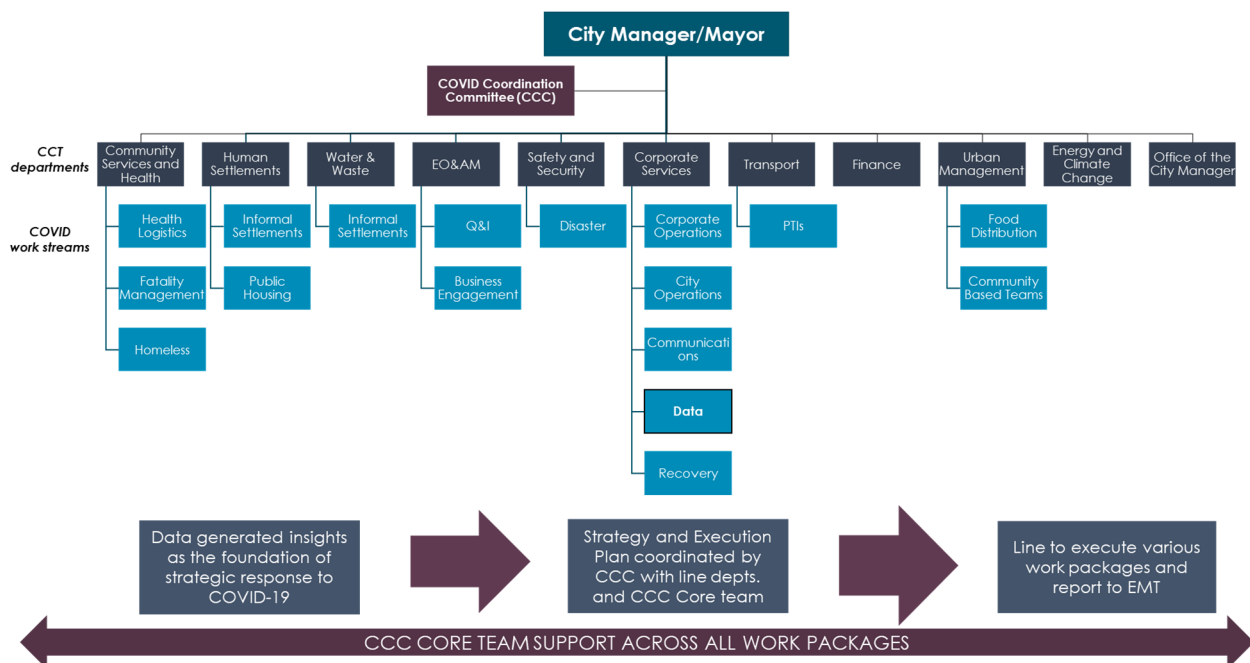 City Manager/Mayor
COVID Coordination
Committee (CCC)
CCT
departments
Community
Services and
Health
Human
Settlements
Water &
Waste
EO&AM
Safety and
Security
Corporate
Services
Transport
Finance
Urban
Management
Energy and
Climate
Change
Office of the
City Manager
COVID
work streams
Health
Logistics
Informal
Settlements
Informal
Settlements
Q&I
Disaster
Corporate
Operations
PTIs
Food
Distribution
Fatality
Management
Public
Housing
Business
Engagement
City
Operations
Community
Based Teams
Homeless
Communicati
ons
Data
Recovery
Data generated insights
as the foundation of
strategic response to
COVID-19
Strategy and Execution
Plan coordinated by
CCC with line depts.
and CCC Core team
Line to execute various
work packages and
report to EMT
CCC CORE TEAM SUPPORT ACROSS ALL WORK PACKAGES